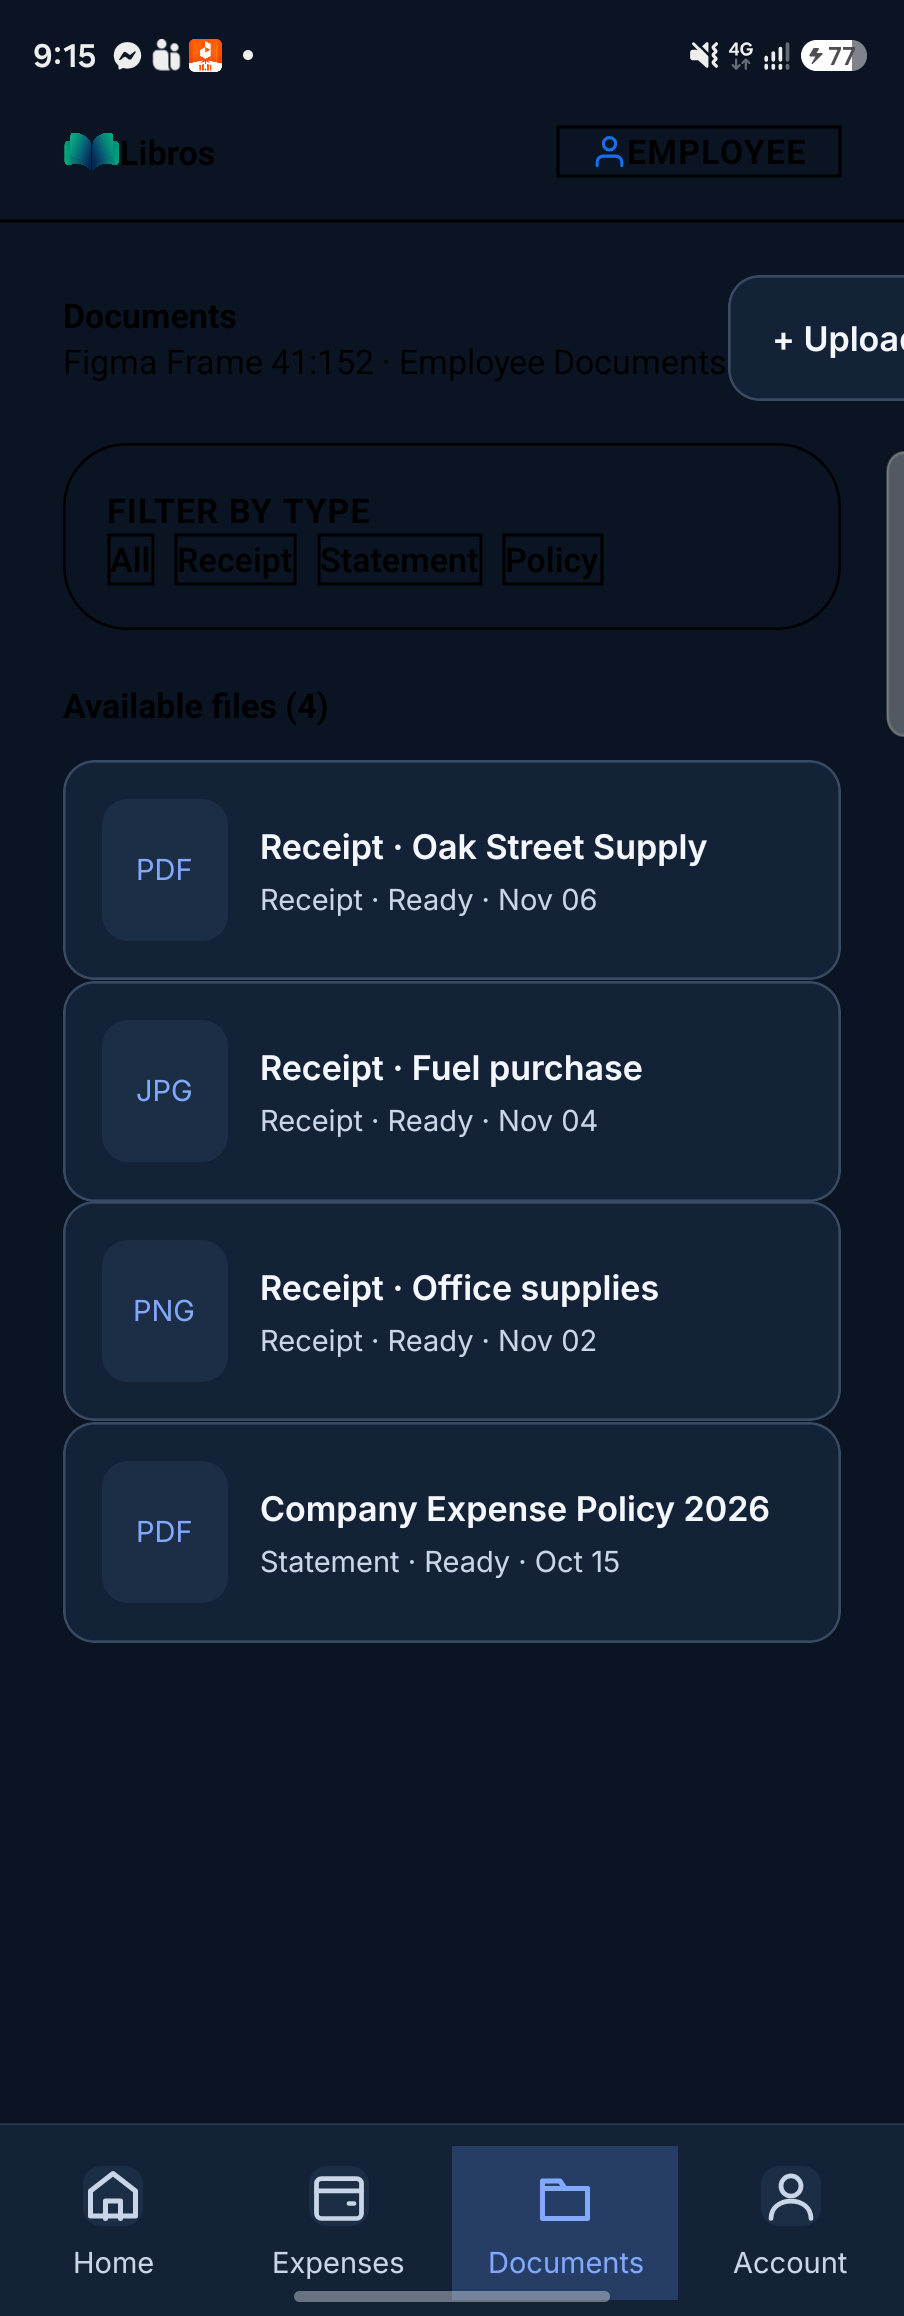 9:15
4G
77
Libros
EMPLOYEE
Documents
Figma Frame 41:152 · Employee Documents
+ Uploa
FILTER BY TYPE
All Receipt Statement Policy
Available files (4)
PDF
Receipt · Oak Street Supply
Receipt · Ready · Nov 06
JPG
Receipt · Fuel purchase
Receipt · Ready · Nov 04
PNG
Receipt · Office supplies
Receipt · Ready · Nov 02
PDF
Company Expense Policy 2026
Statement · Ready · Oct 15
Home Expenses Documents Account